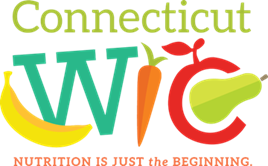 Connecticut
WIC
NUTRITION IS JUST the BEGINNING.